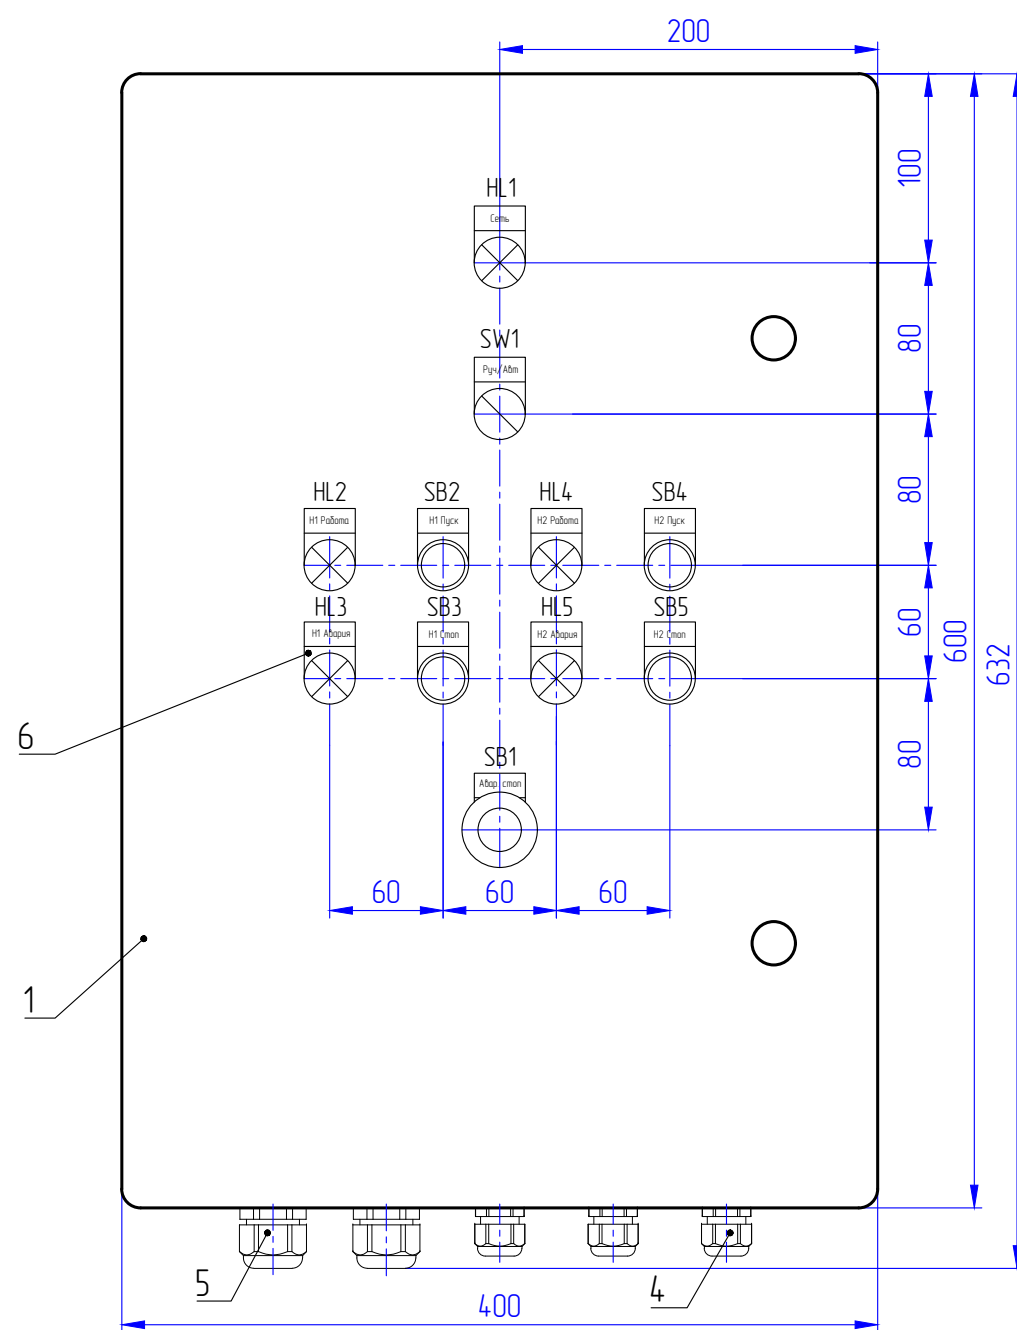 200
100
HL1
Сеть
80
SW1
Руч/Авт
80
HL2 SB2 HL4 SB4
Н1 Работа Н1 Пуск Н2 Работа Н2 Пуск
60
HL3 SB3 HL5 SB5
Н1 Авария Н1 Стоп Н2 Авария Н2 Стоп
600
632
6
80
SB1
Авар. стоп
60 60 60
1
5
4
400